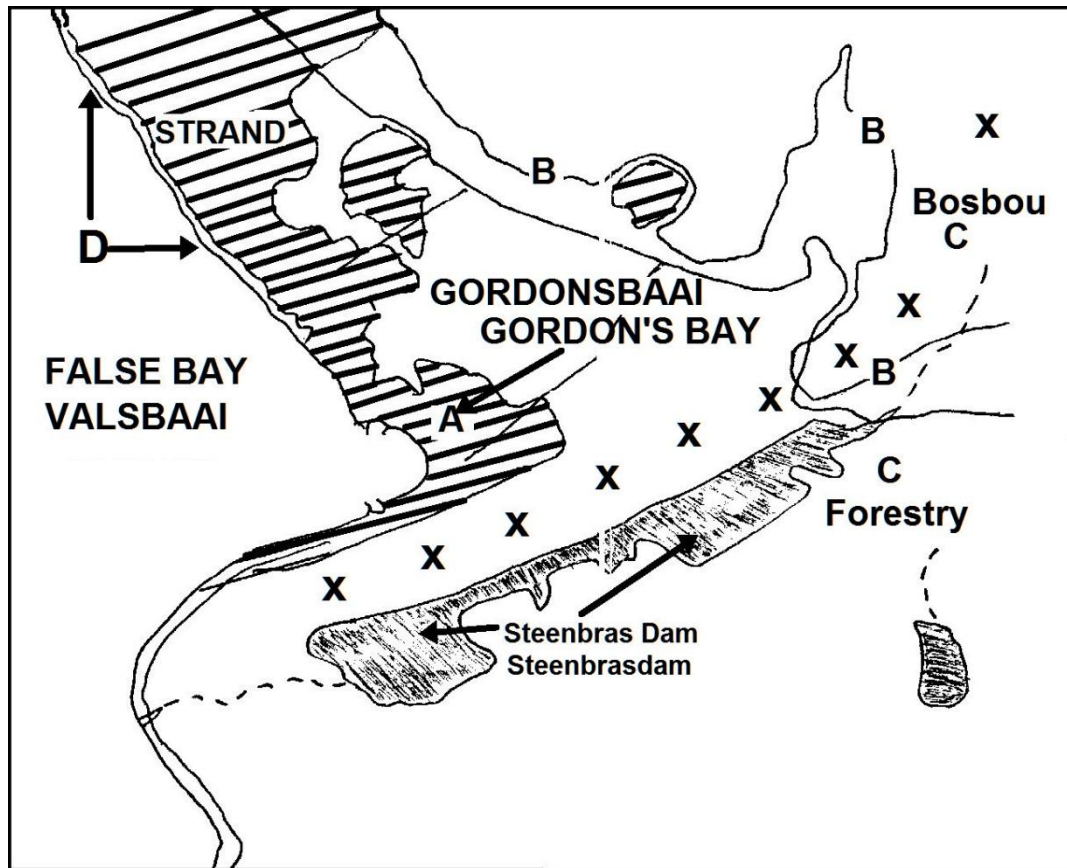 STRAND
B
B
X
D
Bosbou
C
GORDONSBAAI
GORDON'S BAY
X
X
B
FALSE BAY
VALSBAAI
A
X
X
X
C
Forestry
X
X
X
Steenbras Dam
Steenbrasdam